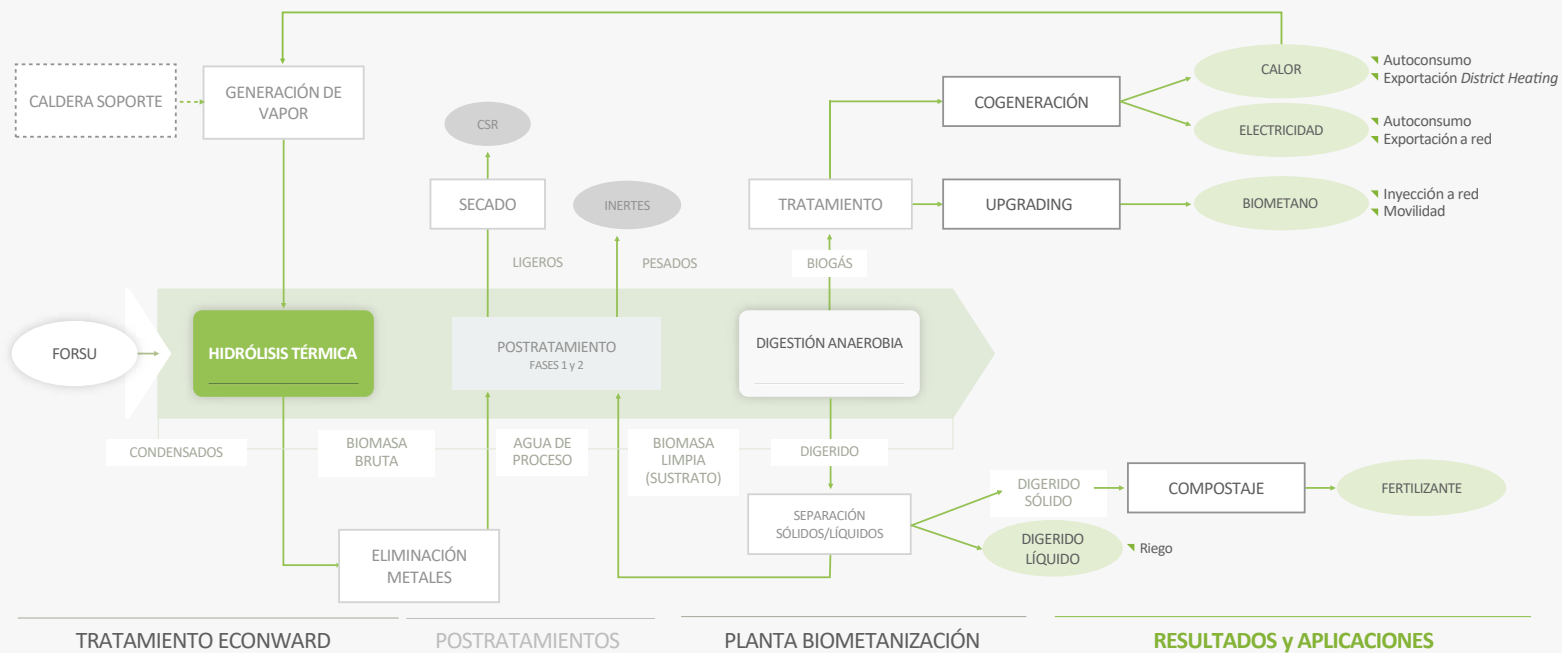 CALDERA SOPORTE
GENERACIÓN DE
VAPOR
CSR
SECADO
INERTES
LIGEROS
PESADOS
TRATAMIENTO
BIOGÁS
COGENERACIÓN
UPGRADING
CALOR
Autoconsumo
Exportación District Heating
ELECTRICIDAD
Autoconsumo
Exportación a red
BIOMETANO
Inyección a red
Movilidad
FORSU
HIDRÓLISIS TÉRMICA
POSTRATAMIENTO
FASES 1 y 2
DIGESTIÓN ANAEROBIA
CONDENSADOS
BIOMASA
BRUTA
AGUA DE
PROCESO
BIOMASA
LIMPIA
(SUSTRATO)
DIGERIDO
ELIMINACIÓN
METALES
SEPARACIÓN
SÓLIDOS/LÍQUIDOS
DIGERIDO
SÓLIDO
COMPOSTAJE
FERTILIZANTE
DIGERIDO
LÍQUIDO
Riego
TRATAMIENTO ECONWARD
POSTRATAMIENTOS
PLANTA BIOMETANIZACIÓN
RESULTADOS y APLICACIONES